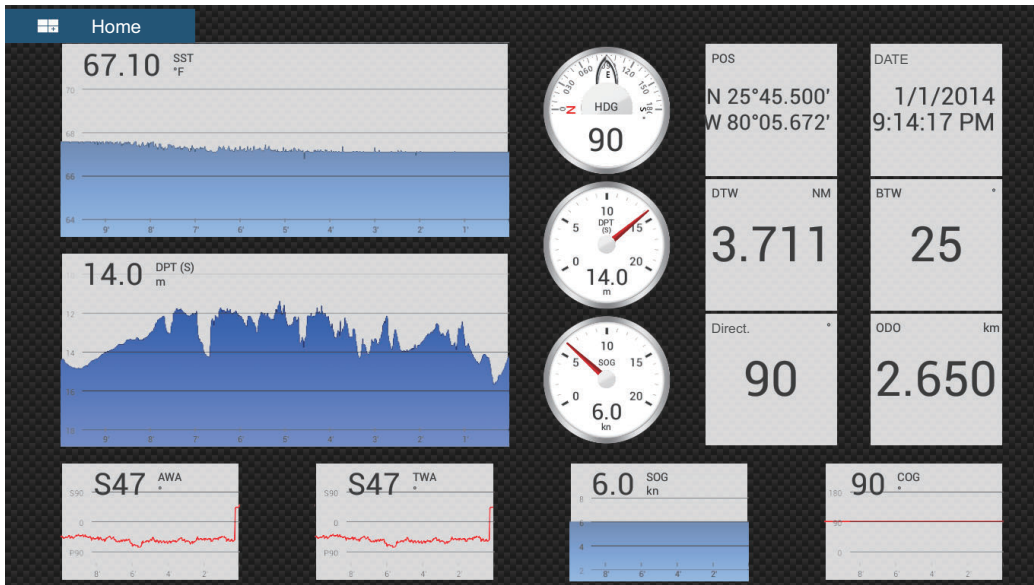 Home
67.10 SST
°F
70
68
66
64
9' 8' 7' 6' 5' 4' 3' 2' 1'
14.0 DPT (S)
m
10
12
14
16
18
9' 8' 7' 6' 5' 4' 3' 2' 1'
N 030 060 E 120 150 S
HDG
90
POS
N 25°45.500'
W 80°05.672'
DATE
1/1/2014
9:14:17 PM
0 5 10 15 20
DPT
(S)
14.0
m
DTW NM
3.711
BTW °
25
0 5 10 15 20
SOG
6.0
kn
Direct. °
90
ODO km
2.650
S47 AWA
°
S90
0
P90
8' 6' 4' 2'
S47 TWA
°
S90
0
P90
8' 6' 4' 2'
6.0 SOG
kn
8
6
4
2
8' 6' 4' 2'
90 COG
°
180
90
0
8' 6' 4' 2'